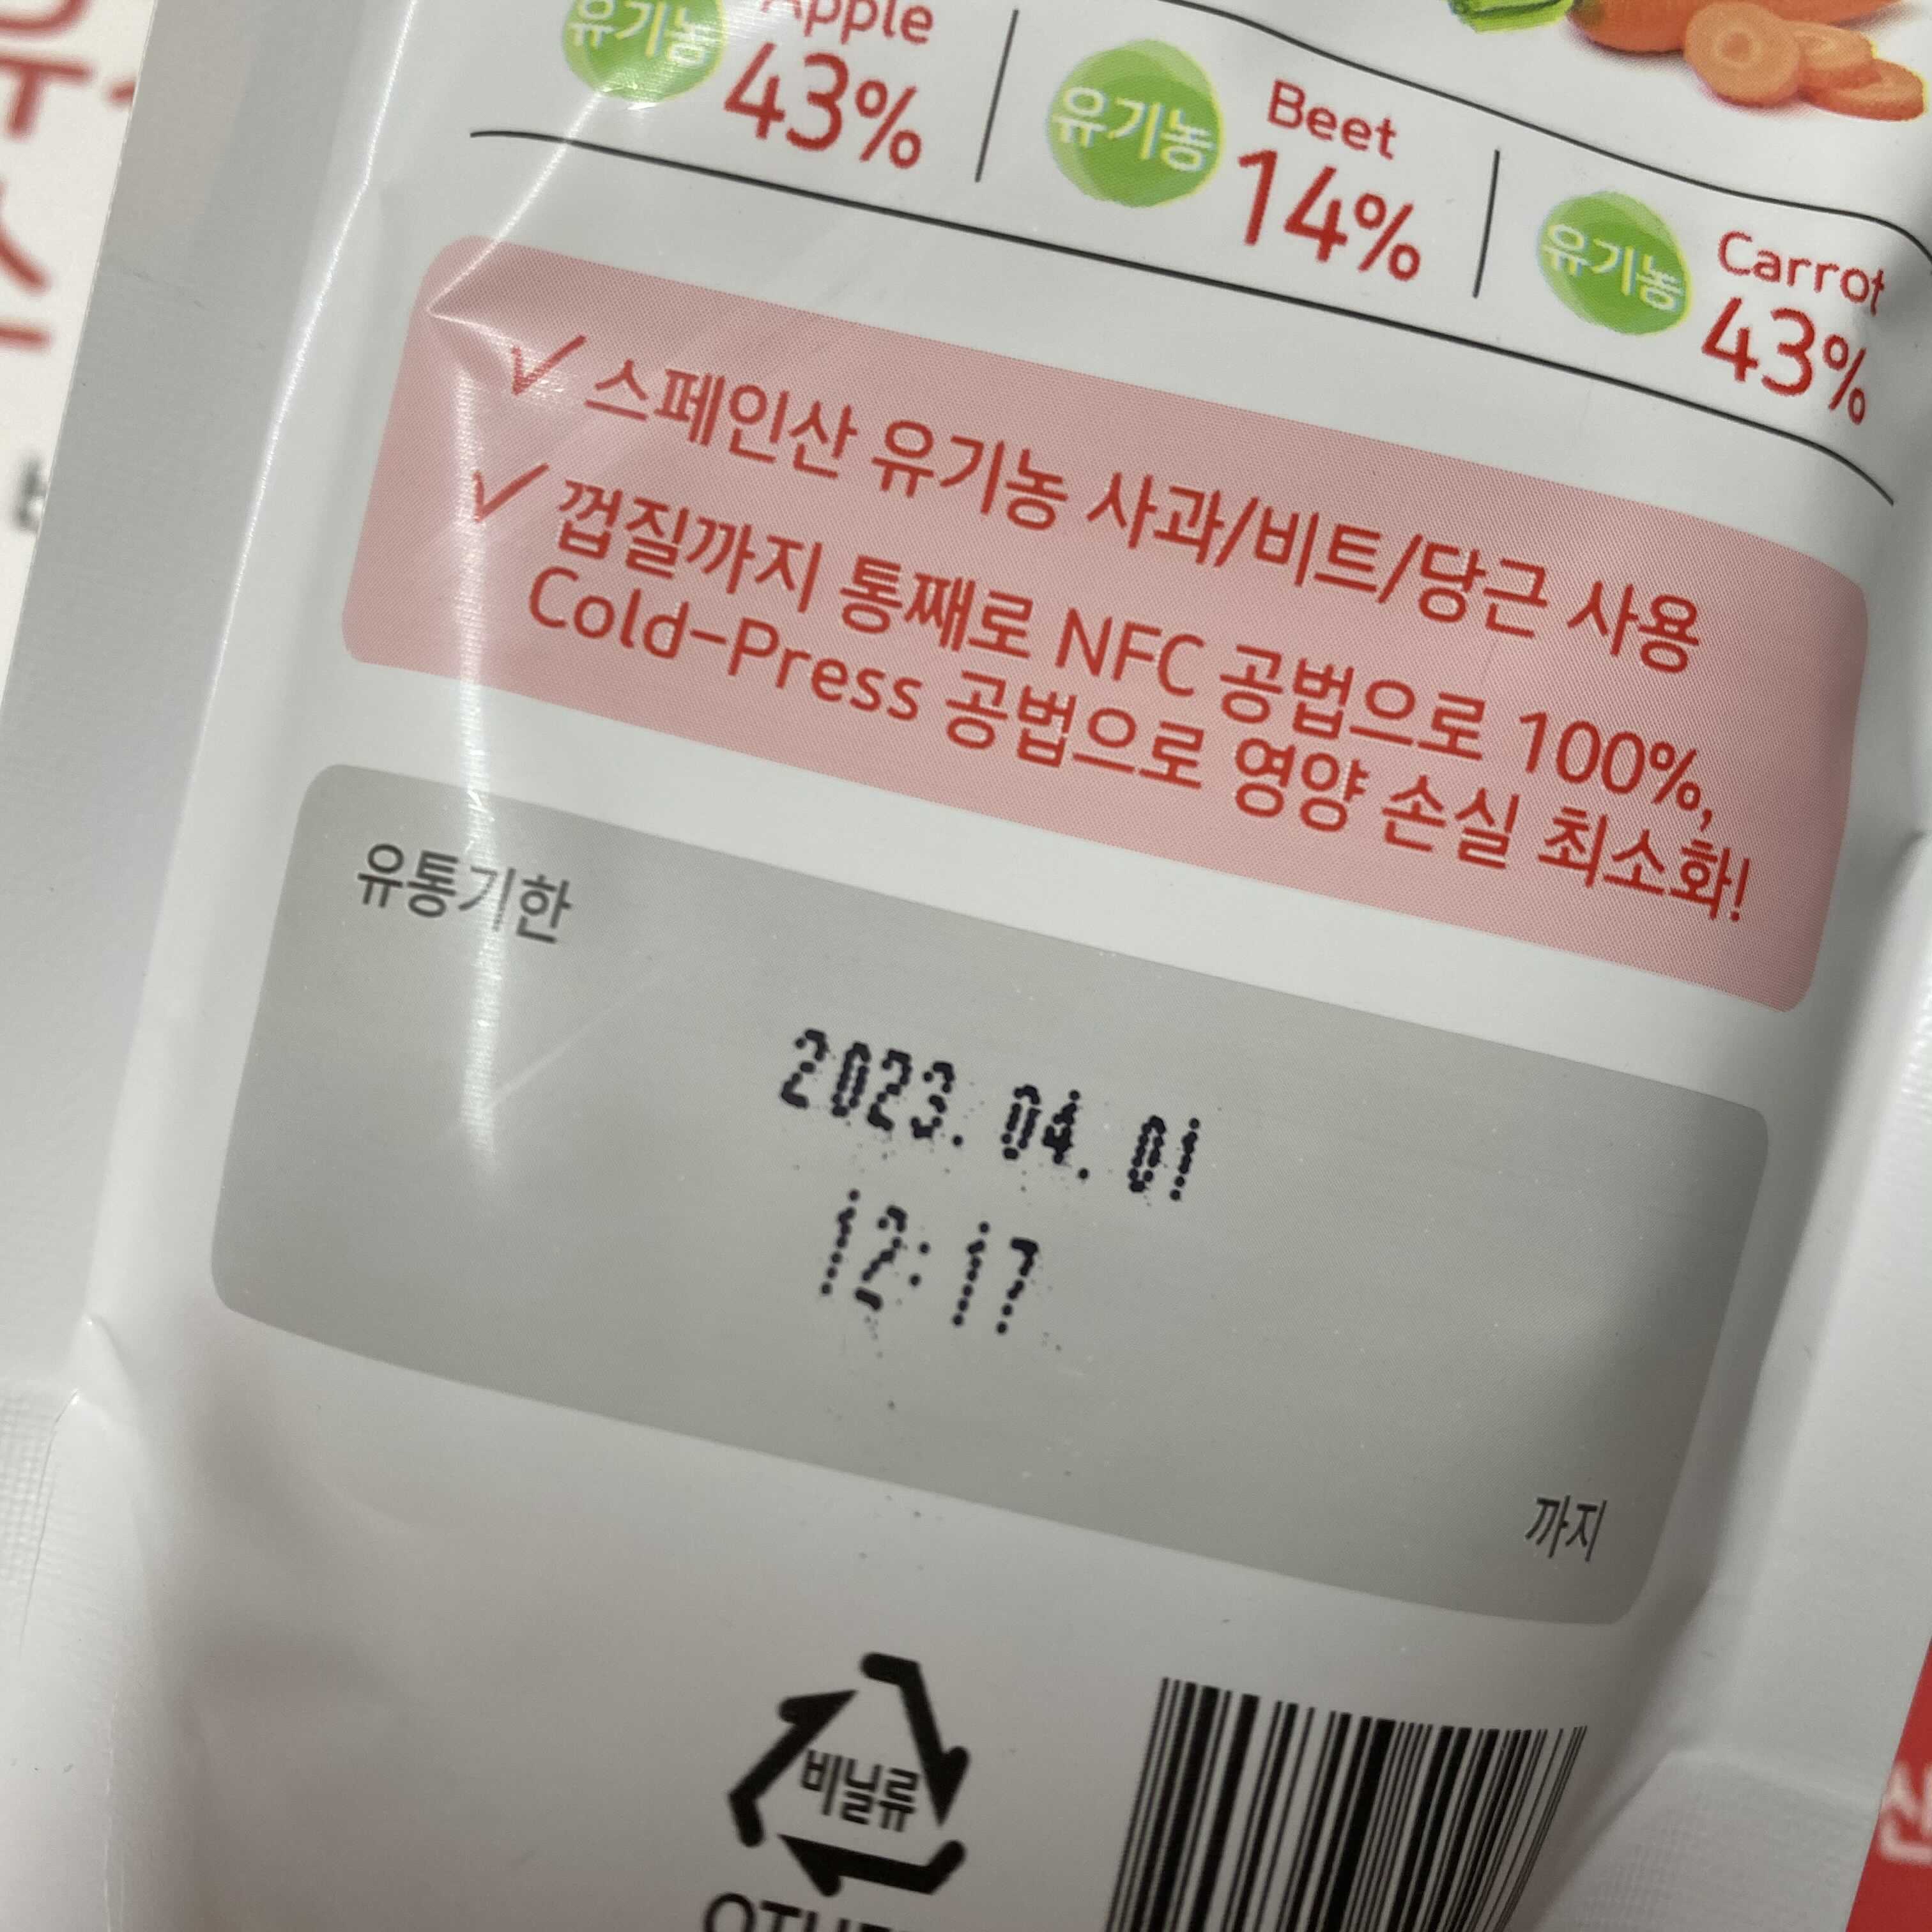 유기농 Apple 43%
유기농 Beet 14%
유기농 Carrot 43%
✓ 스페인산 유기농 사과/비트/당근 사용
✓ 껍질까지 통째로 NFC 공법으로 100%,
Cold-Press 공법으로 영양 손실 최소화!
유통기한
2023. 04. 01
12:17
까지
비닐류